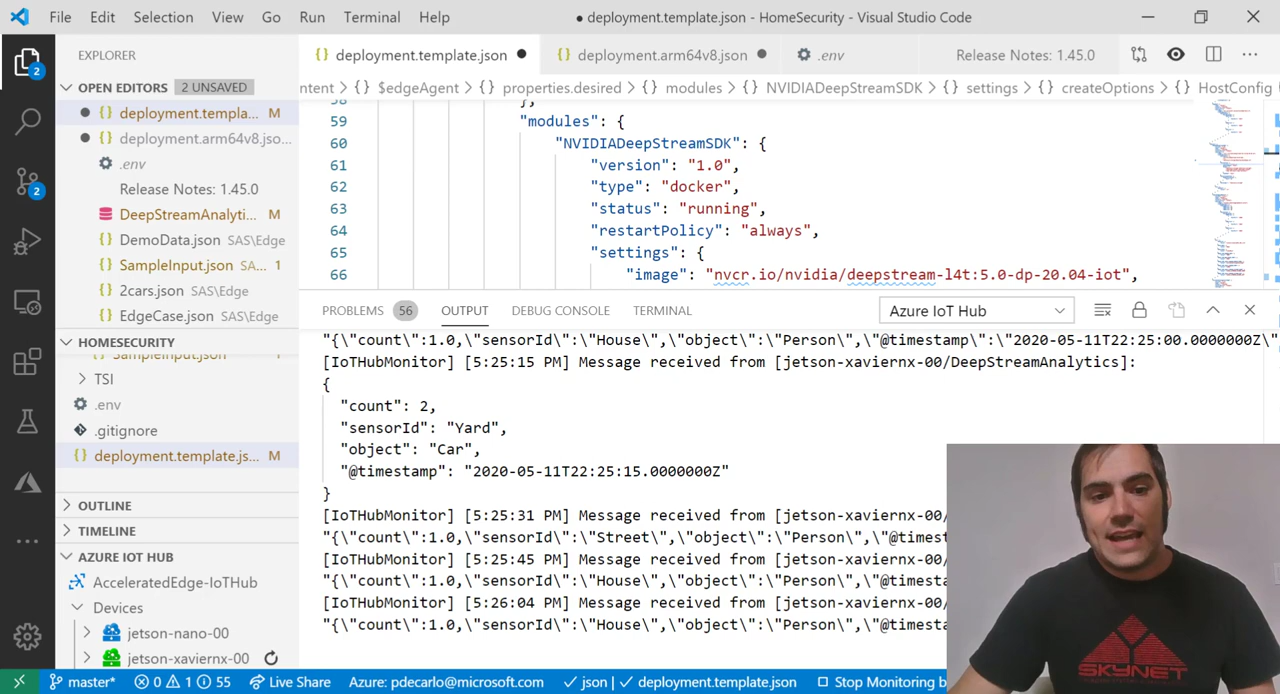 File Edit Selection View Go Run Terminal Help ● deployment.template.json - HomeSecurity - Visual Studio Code
EXPLORER
OPEN EDITORS 2 UNSAVED
deployment.templa... M
deployment.arm64v8.jso...
.env
Release Notes: 1.45.0
DeepStreamAnalyti... M
DemoData.json SAS\Edge
SampleInput.json SA... 1
2cars.json SAS\Edge
EdgeCase.json SAS\Edge
HOMESECURITY
SampleInput.json
TSI
.env
.gitignore
deployment.template.js... M
OUTLINE
TIMELINE
AZURE IOT HUB
AcceleratedEdge-IoTHub
Devices
jetson-nano-00
jetson-xaviernx-00
2
2
deployment.template.json ● deployment.arm64v8.json ● .env Release Notes: 1.45.0 ...
ntent > {} $edgeAgent > {} properties.desired > {} modules > {} NVIDIADeepStreamSDK > {} settings > {} createOptions > {} HostConfig
58 },
59 "modules": {
60 "NVIDIADeepStreamSDK": {
61 "version": "1.0",
62 "type": "docker",
63 "status": "running",
64 "restartPolicy": "always",
65 "settings": {
66 "image": "nvcr.io/nvidia/deepstream-l4t:5.0-dp-20.04-iot",
PROBLEMS 56 OUTPUT DEBUG CONSOLE TERMINAL Azure IoT Hub
"{\"count\":1.0,\"sensorId\":\"House\",\"object\":\"Person\",\"@timestamp\":\"2020-05-11T22:25:00.0000000Z\"
[IoTHubMonitor] [5:25:15 PM] Message received from [jetson-xaviernx-00/DeepStreamAnalytics]:
{
"count": 2,
"sensorId": "Yard",
"object": "Car",
"@timestamp": "2020-05-11T22:25:15.0000000Z"
}
[IoTHubMonitor] [5:25:31 PM] Message received from [jetson-xaviernx-00/
"{\"count\":1.0,\"sensorId\":\"Street\",\"object\":\"Person\",\"@timest
[IoTHubMonitor] [5:25:45 PM] Message received from [jetson-xaviernx-00/
"{\"count\":1.0,\"sensorId\":\"House\",\"object\":\"Person\",\"@timesta
[IoTHubMonitor] [5:26:04 PM] Message received from [jetson-xaviernx-00/
"{\"count\":1.0,\"sensorId\":\"House\",\"object\":\"Person\",\"@timesta
SKYNET
master* 0 1 55 Live Share Azure: pdecarlo@microsoft.com ✓ json | ✓ deployment.template.json Stop Monitoring b